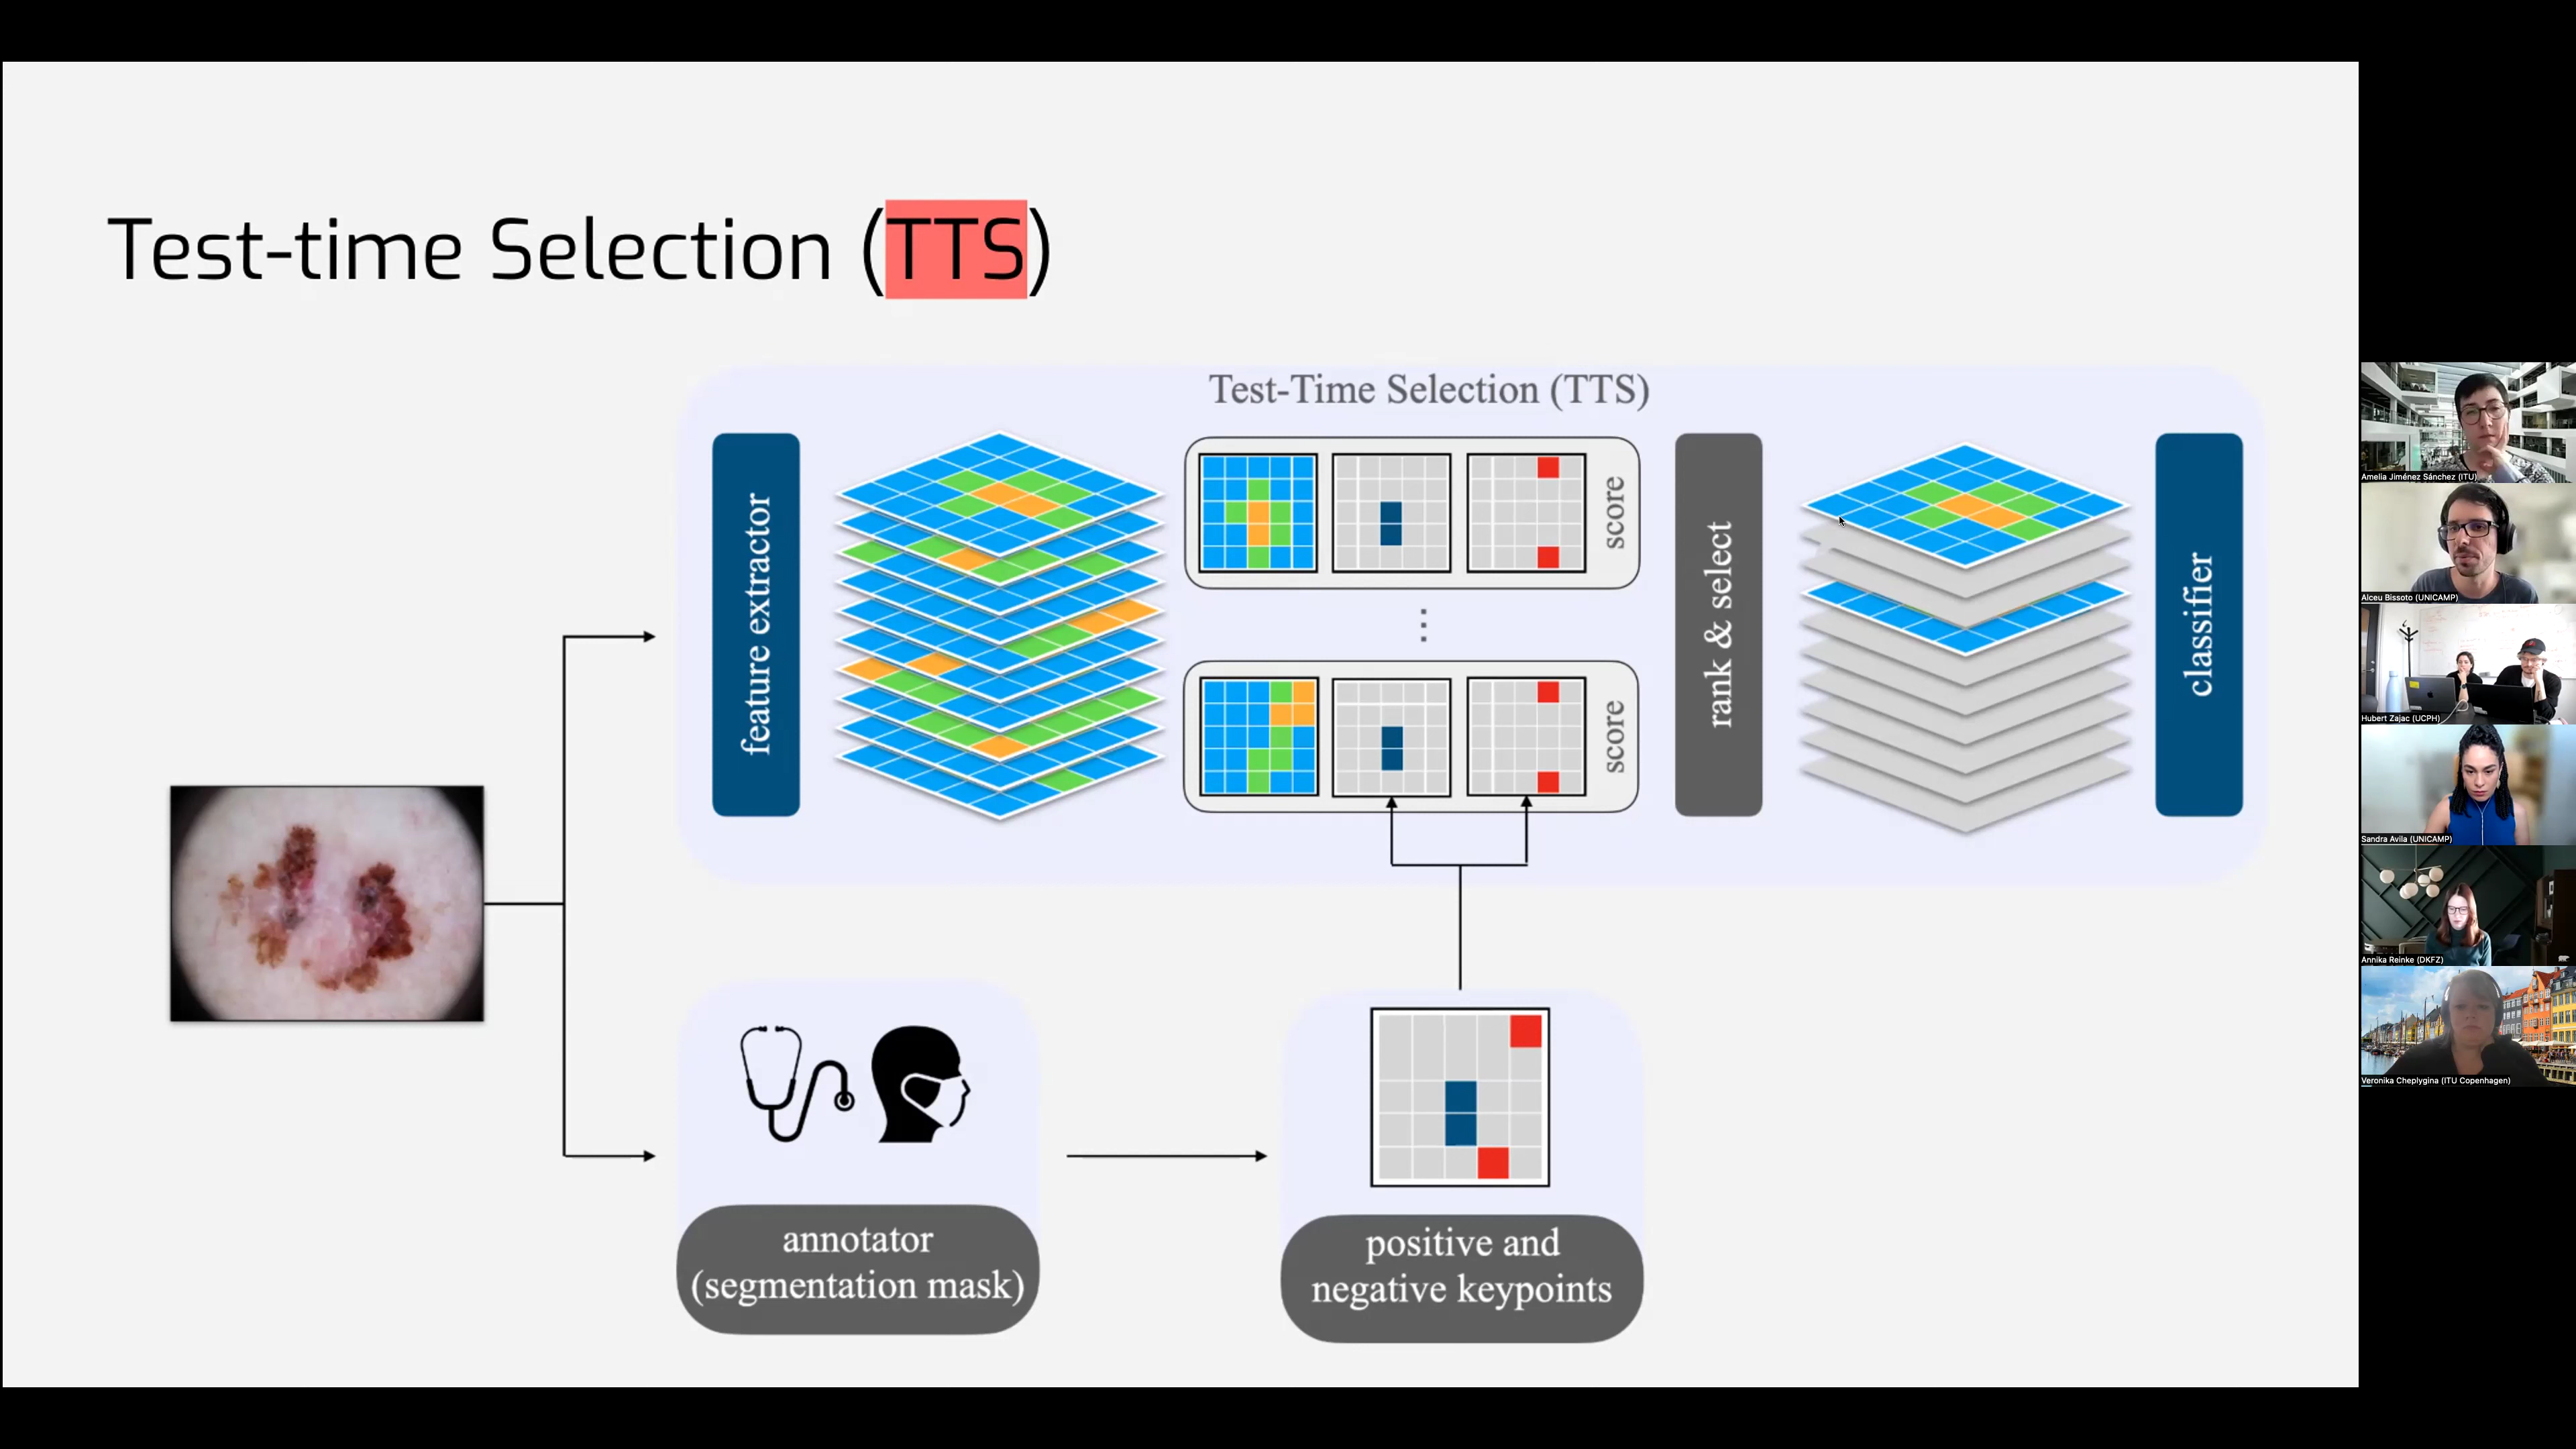 Test-time Selection (TTS)
Test-Time Selection (TTS)
feature extractor
score
score
rank & select
classifier
annotator
(segmentation mask)
positive and
negative keypoints
Amelia Jiménez Sánchez (ITU)
Alceu Bissoto (UNICAMP)
Hubert Zajac (UCPH)
Sandra Avila (UNICAMP)
Annika Reinke (DKFZ)
Veronika Cheplygina (ITU Copenhagen)